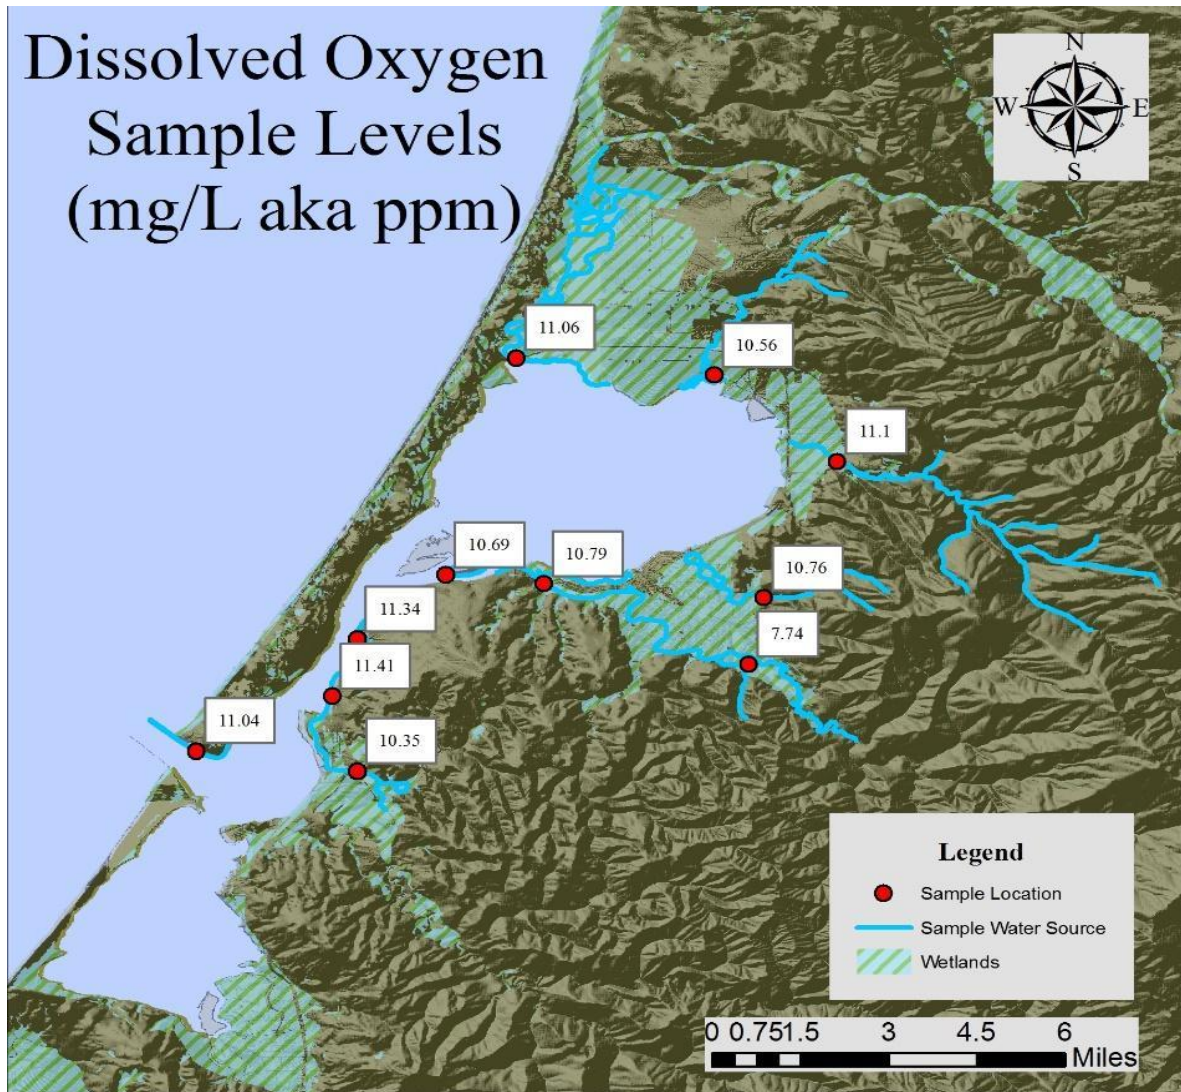 Dissolved Oxygen
Sample Levels
(mg/L aka ppm)
N
W E
S
11.06
10.56
11.1
10.69
10.79
10.76
11.34
7.74
11.41
11.04
10.35
Legend
Sample Location
Sample Water Source
Wetlands
0 0.75 1.5 3 4.5 6
Miles